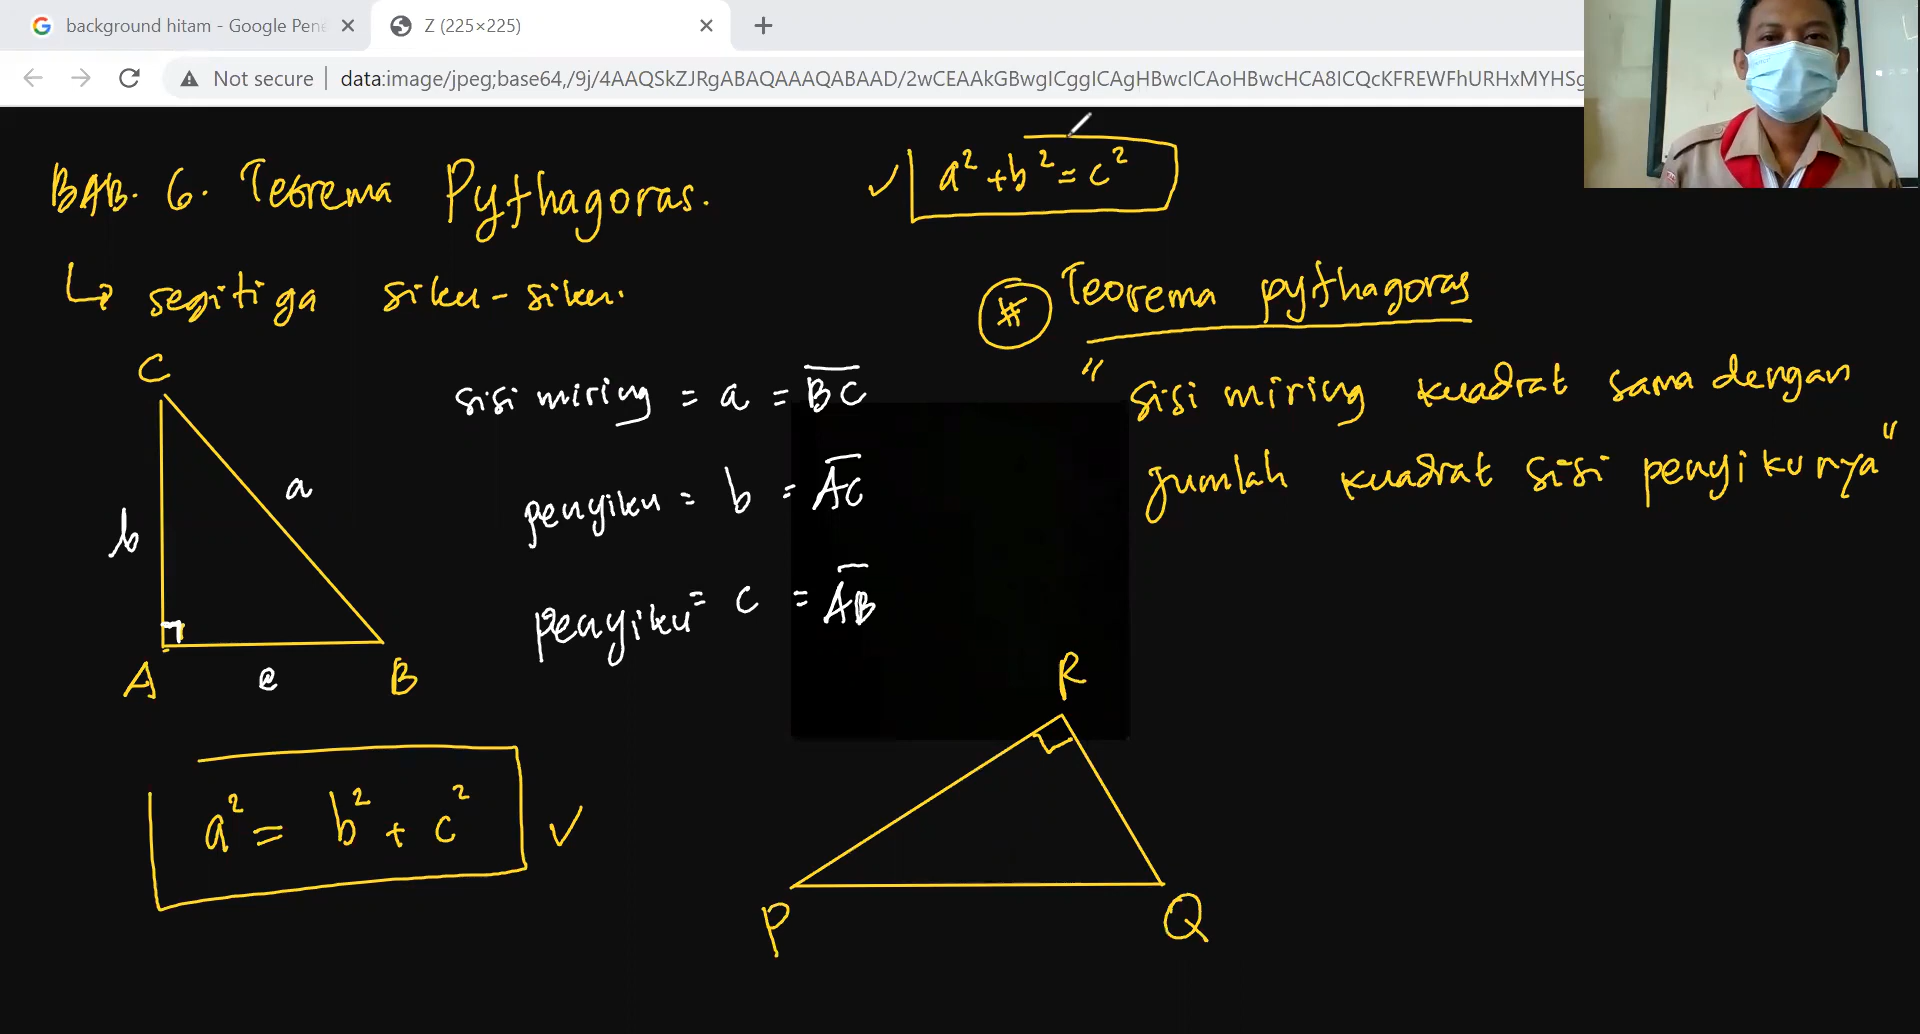 background hitam - Google Pene
Z (225×225)
Not secure
data:image/jpeg;base64,/9j/4AAQSkZJRgABAQAAAQABAAD/2wCEAAkGBwgICggICAgHBwcICAoHBwcHCA8ICQcKFREWFhURHxMYHSg
BAB. 6. Teorema Pythagoras.
✓ a² + b² = c²
↳ segitiga siku-siku.
* Teorema pythagoras
" sisi miring kuadrat sama dengan
jumlah kuadrat sisi penyikunya "
C
b
a
A
c
B
sisi miring = a = BC
penyiku = b = AC
penyiku = c = AB
a² = b² + c² ✓
R
P
Q